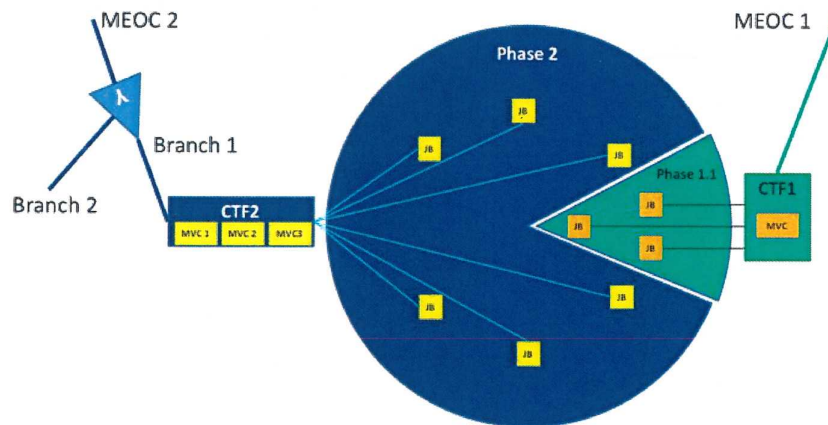 MEOC 2
MEOC 1
Phase 2
Y
JB
JB
JB
Branch 1
Phase 1.1
CTF1
Branch 2
CTF2
JB
JB
MVC
MVC 1
MVC 2
MVC3
JB
JB
JB
JB